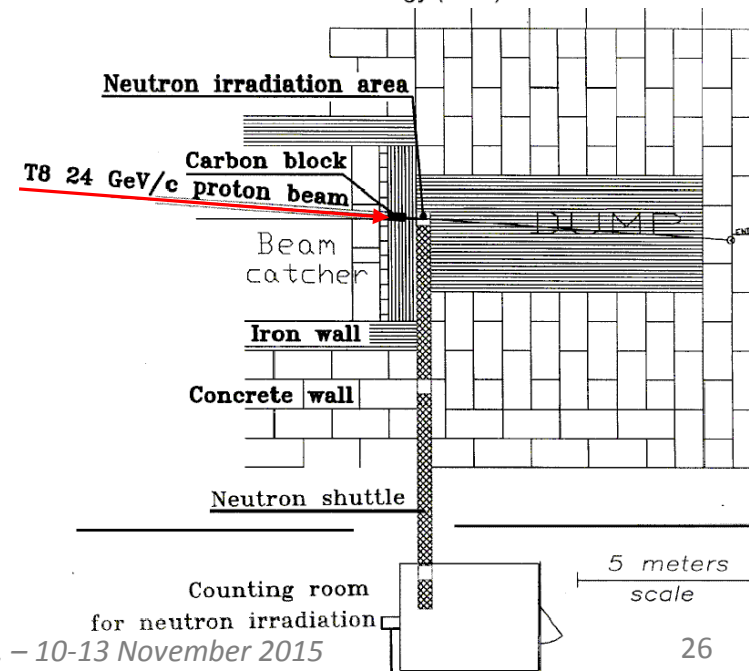 Neutron irradiation area
Carbon block
T8 24 GeV/c proton beam
DUMP
Beam
catcher
Iron wall
Concrete wall
Neutron shuttle
5 meters
scale
Counting room
for neutron irradiation
– 10-13 November 2015
26